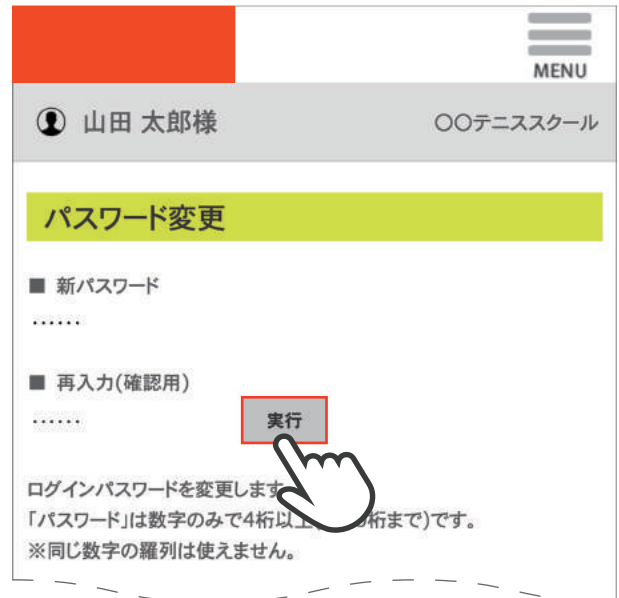 MENU
山田 太郎様 〇〇テニススクール
パスワード変更
■ 新パスワード
……
■ 再入力(確認用)
…… 実行
ログインパスワードを変更します
「パスワード」は数字のみで4桁以上 桁まで)です。
※同じ数字の羅列は使えません。